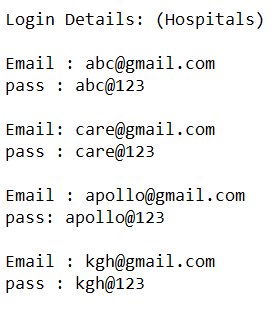 Login Details: (Hospitals)
Email : abc@gmail.com
pass : abc@123
Email: care@gmail.com
pass : care@123
Email : apollo@gmail.com
pass: apollo@123
Email : kgh@gmail.com
pass : kgh@123